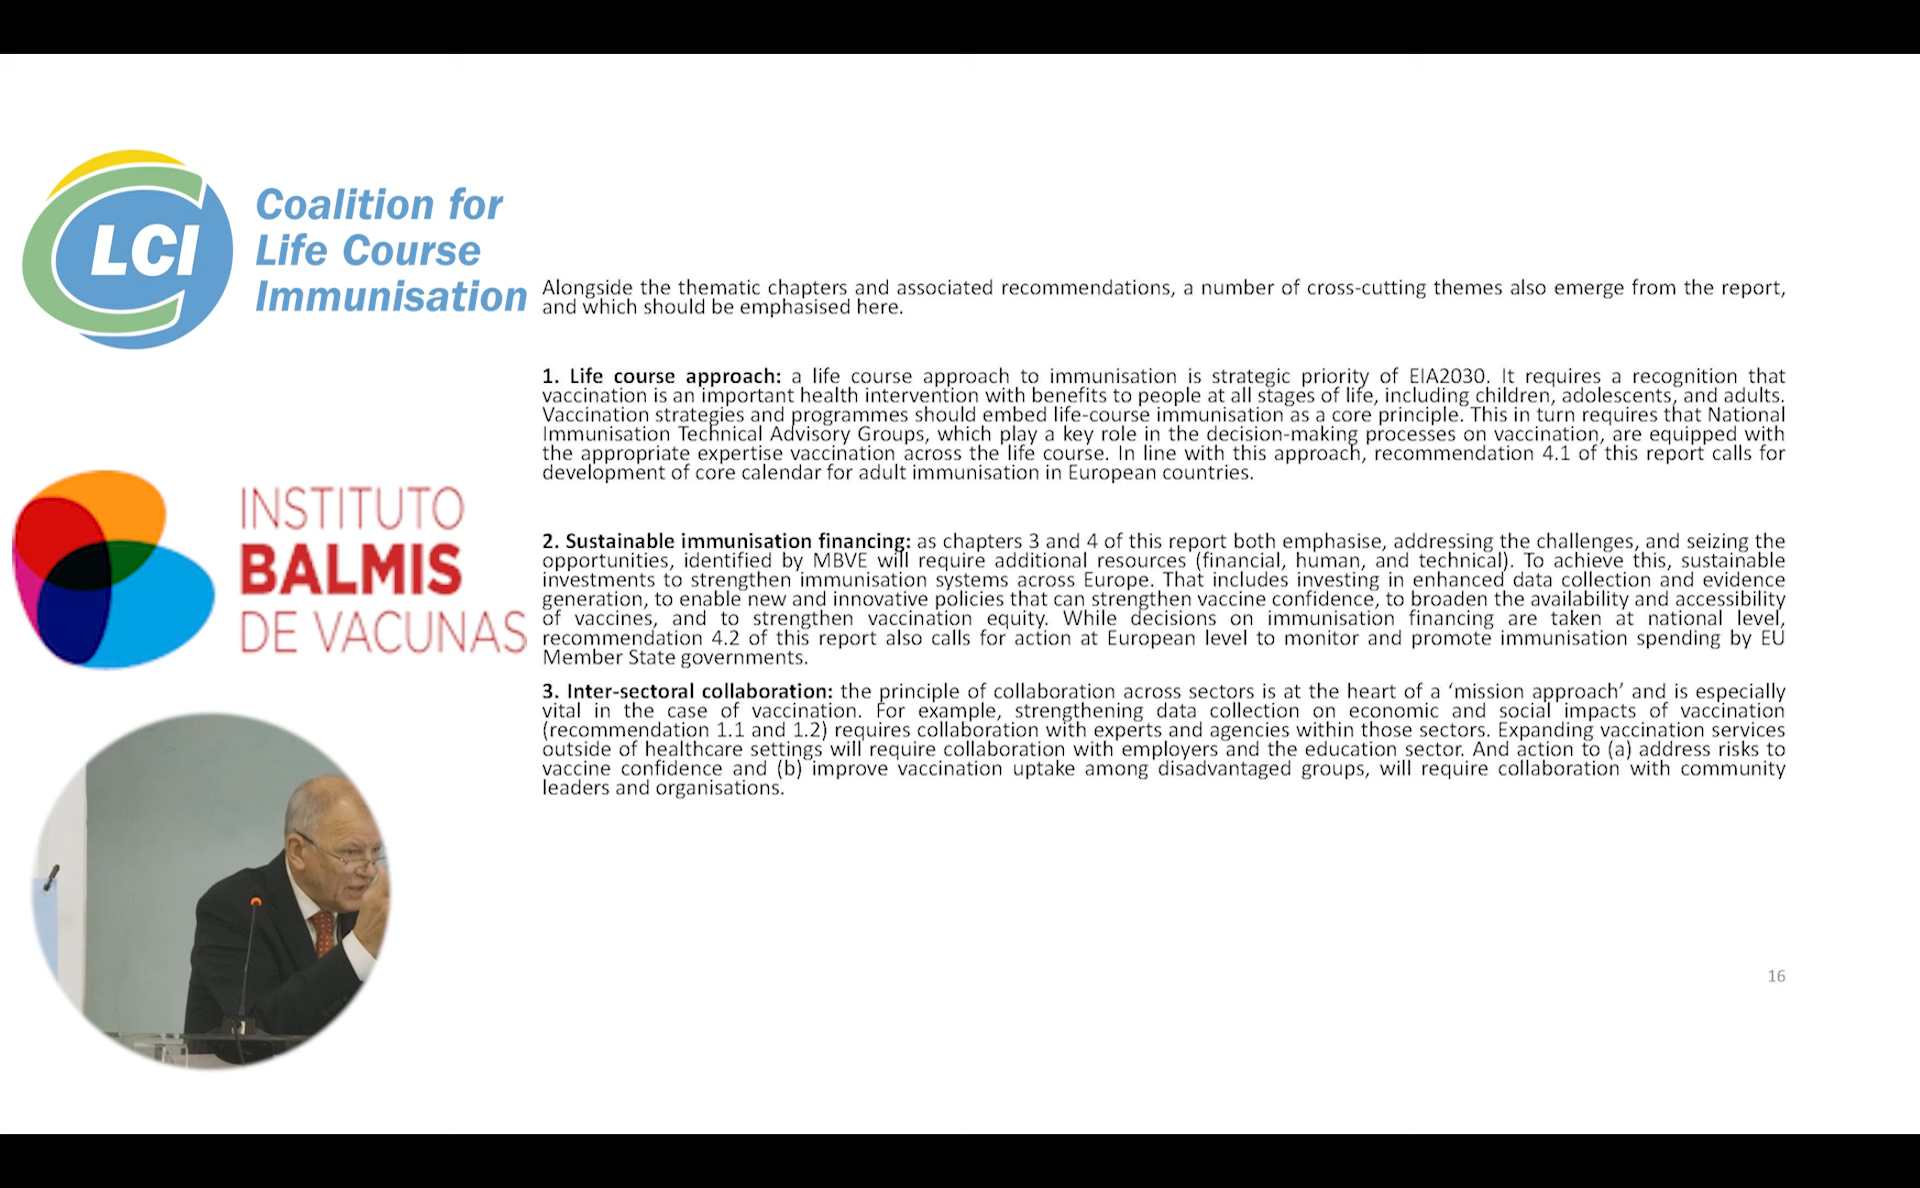 LCI
Coalition for
Life Course
Immunisation
Alongside the thematic chapters and associated recommendations, a number of cross-cutting themes also emerge from the report,
and which should be emphasised here.
1. Life course approach: a life course approach to immunisation is strategic priority of EIA2030. It requires a recognition that
vaccination is an important health intervention with benefits to people at all stages of life, including children, adolescents, and adults.
Vaccination strategies and programmes should embed life-course immunisation as a core principle. This in turn requires that National
Immunisation Technical Advisory Groups, which play a key role in the decision-making processes on vaccination, are equipped with
the appropriate expertise vaccination across the life course. In line with this approach, recommendation 4.1 of this report calls for
development of core calendar for adult immunisation in European countries.
INSTITUTO
BALMIS
DE VACUNAS
2. Sustainable immunisation financing: as chapters 3 and 4 of this report both emphasise, addressing the challenges, and seizing the
opportunities, identified by MBVE will require additional resources (financial, human, and technical). To achieve this, sustainable
investments to strengthen immunisation systems across Europe. That includes investing in enhanced data collection and evidence
generation, to enable new and innovative policies that can strengthen vaccine confidence, to broaden the availability and accessibility
of vaccines, and to strengthen vaccination equity. While decisions on immunisation financing are taken at national level,
recommendation 4.2 of this report also calls for action at European level to monitor and promote immunisation spending by EU
Member State governments.
3. Inter-sectoral collaboration: the principle of collaboration across sectors is at the heart of a ‘mission approach’ and is especially
vital in the case of vaccination. For example, strengthening data collection on economic and social impacts of vaccination
(recommendation 1.1 and 1.2) requires collaboration with experts and agencies within those sectors. Expanding vaccination services
outside of healthcare settings will require collaboration with employers and the education sector. And action to (a) address risks to
vaccine confidence and (b) improve vaccination uptake among disadvantaged groups, will require collaboration with community
leaders and organisations.
16